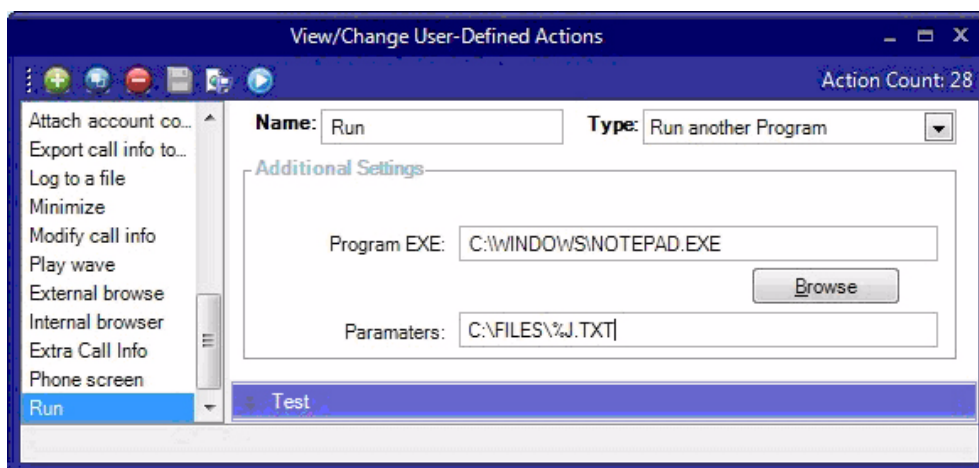 View/Change User-Defined Actions
Action Count: 28
Attach account co...
Export call info to...
Log to a file
Minimize
Modify call info
Play wave
External browse
Internal browser
Extra Call Info
Phone screen
Run
Name: Run Type: Run another Program
Additional Settings
Program EXE: C:\WINDOWS\NOTEPAD.EXE
Browse
Paramaters: C:\FILES\%J.TXT
Test